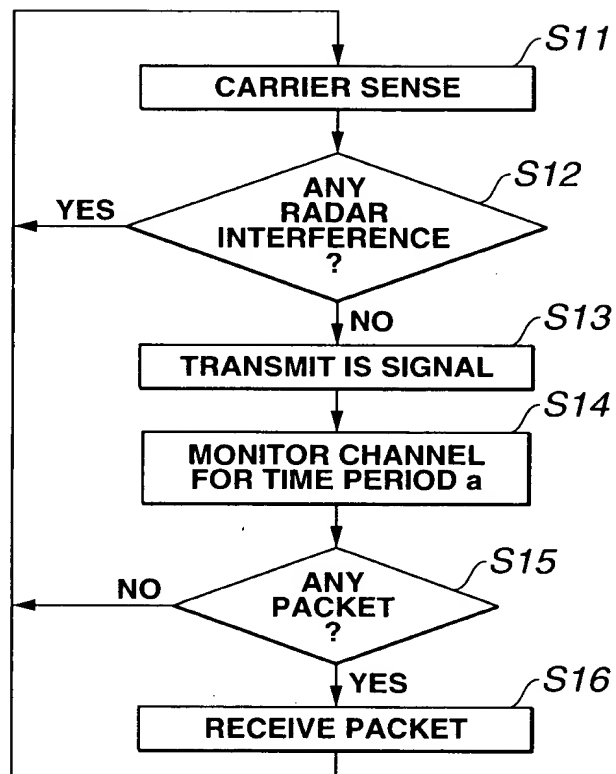 S11
CARRIER SENSE
S12
ANY
RADAR
INTERFERENCE
?
YES
NO
S13
TRANSMIT IS SIGNAL
S14
MONITOR CHANNEL
FOR TIME PERIOD a
S15
ANY
PACKET
?
NO
YES
S16
RECEIVE PACKET